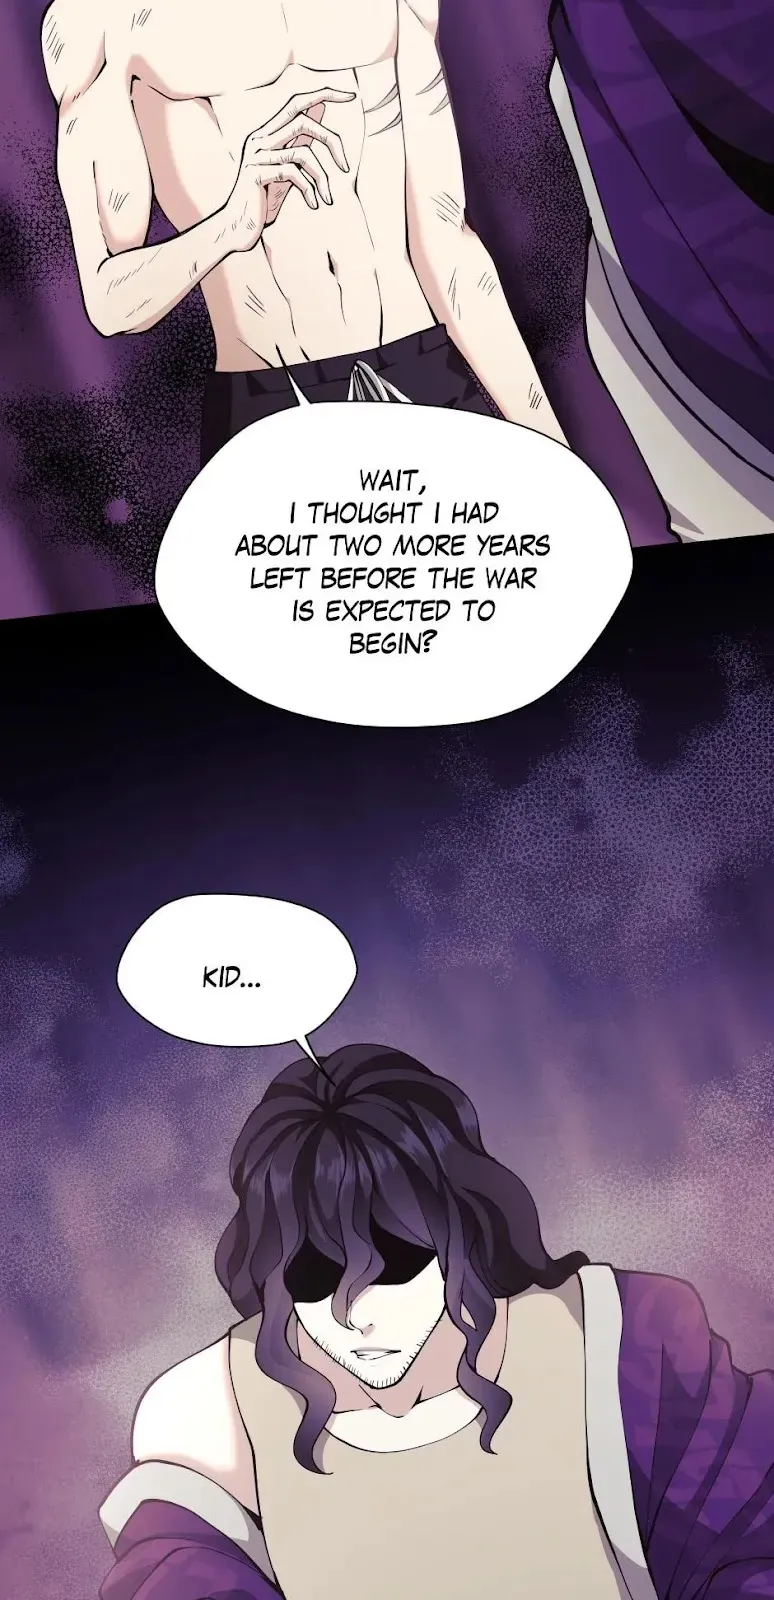 WAIT,
I THOUGHT I HAD
ABOUT TWO MORE YEARS
LEFT BEFORE THE WAR
IS EXPECTED TO
BEGIN?
KID...